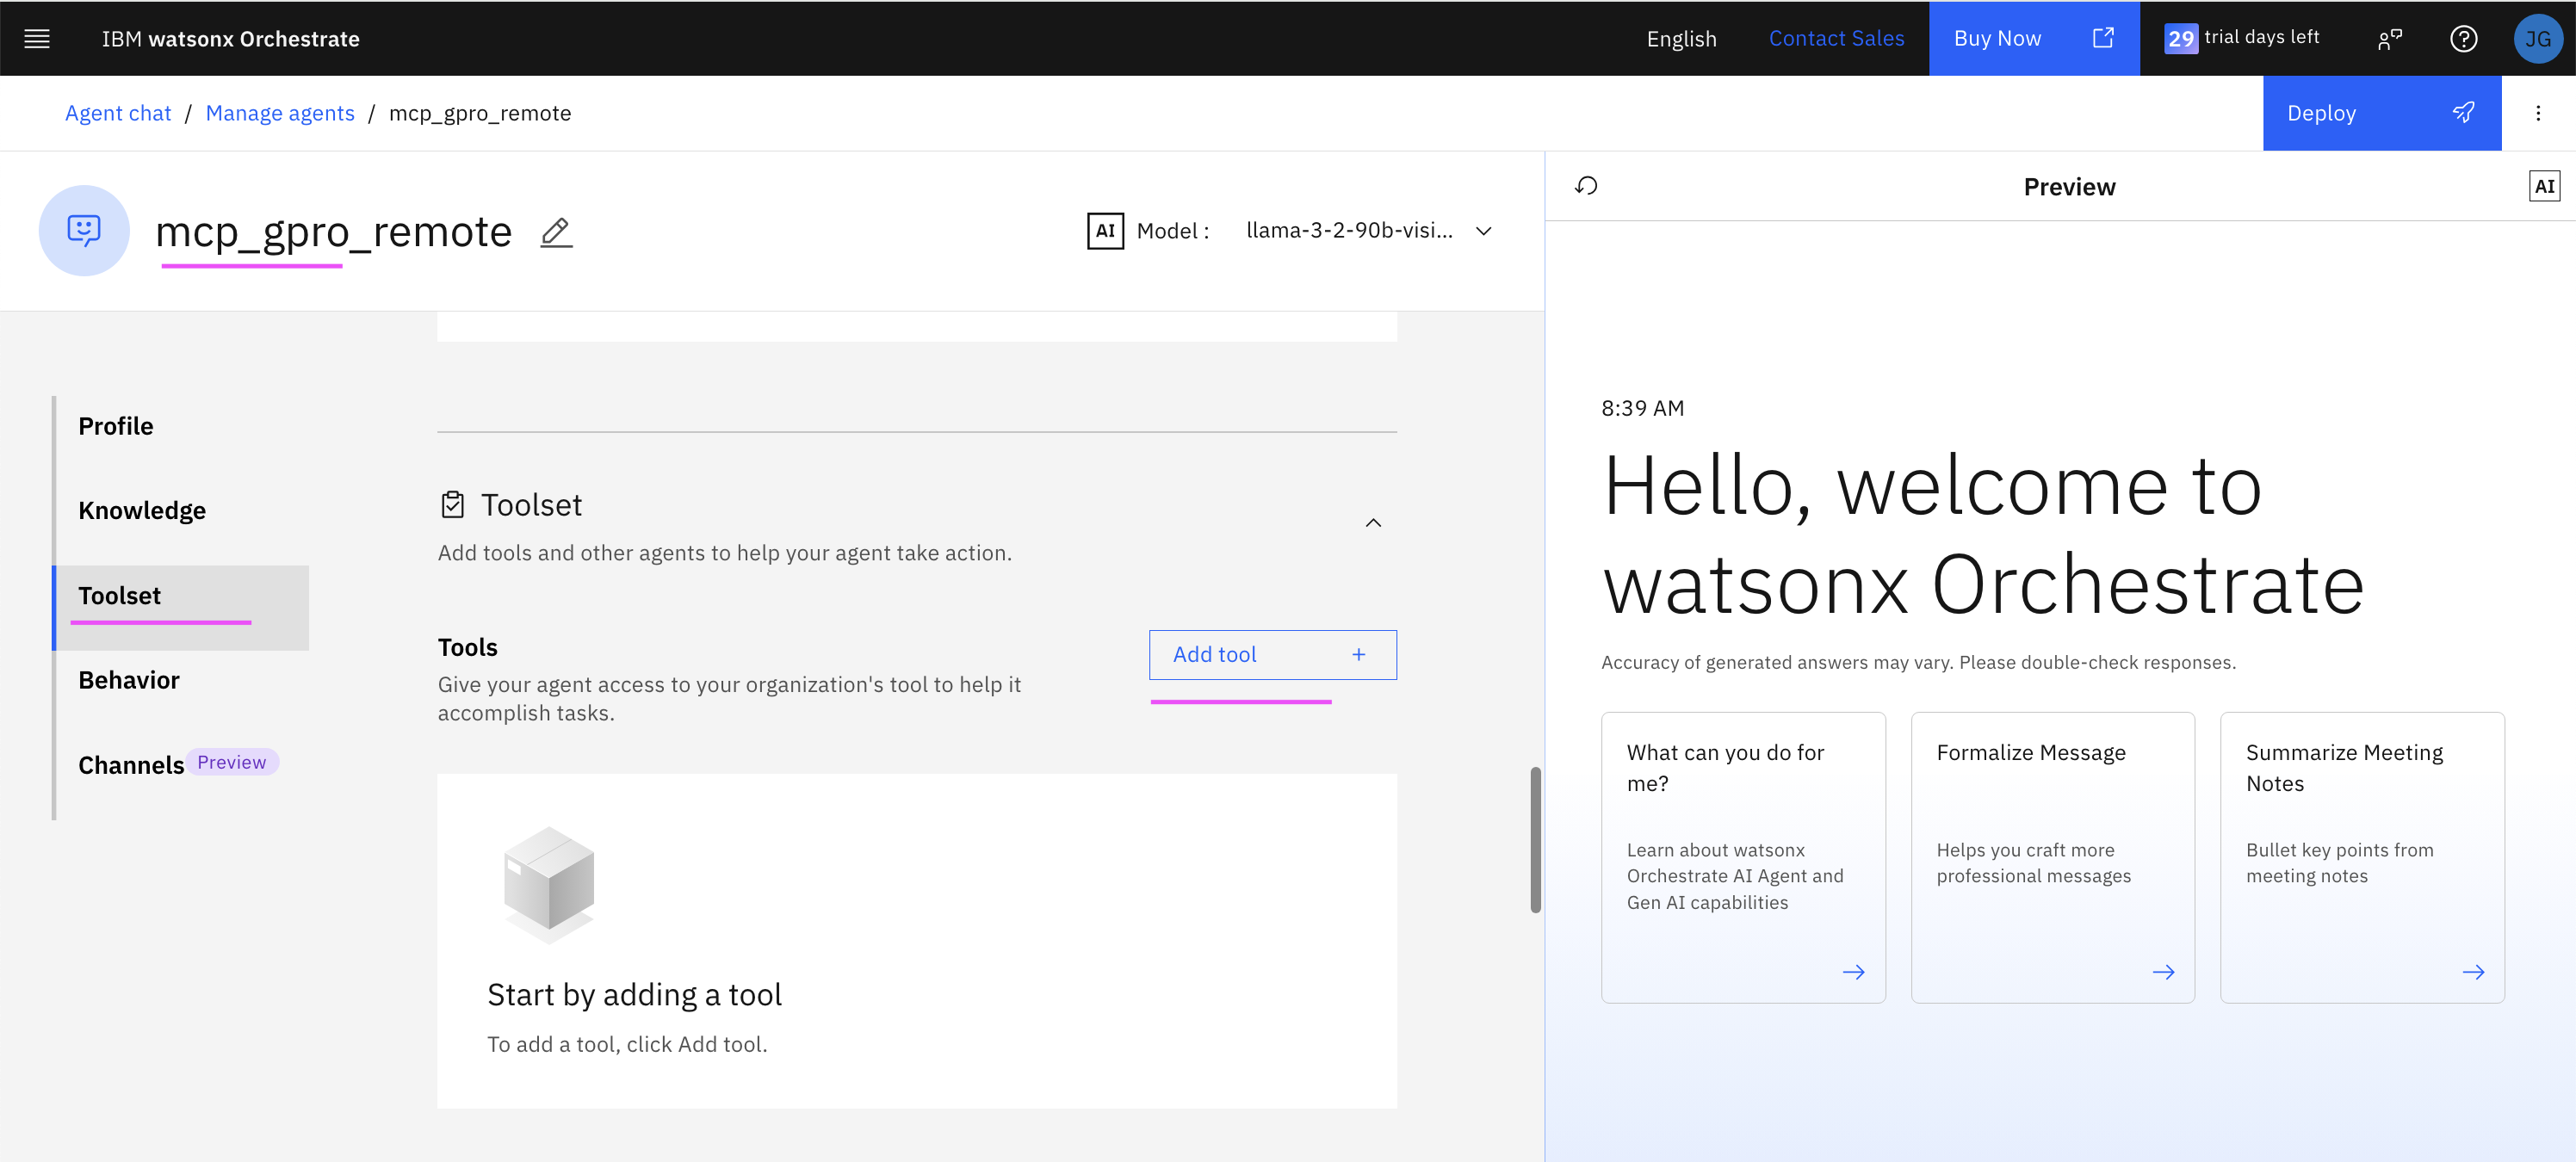 IBM watsonx Orchestrate
English
Contact Sales
Buy Now
29 trial days left
JG
Agent chat / Manage agents / mcp_gpro_remote
Deploy
mcp_gpro_remote
AI Model : llama-3-2-90b-visi...
Preview
AI
Profile
Knowledge
Toolset
Behavior
Channels Preview
Toolset
Add tools and other agents to help your agent take action.
Tools
Give your agent access to your organization's tool to help it
accomplish tasks.
Add tool +
Start by adding a tool
To add a tool, click Add tool.
8:39 AM
Hello, welcome to
watsonx Orchestrate
Accuracy of generated answers may vary. Please double-check responses.
What can you do for
me?
Learn about watsonx
Orchestrate AI Agent and
Gen AI capabilities
Formalize Message
Helps you craft more
professional messages
Summarize Meeting
Notes
Bullet key points from
meeting notes